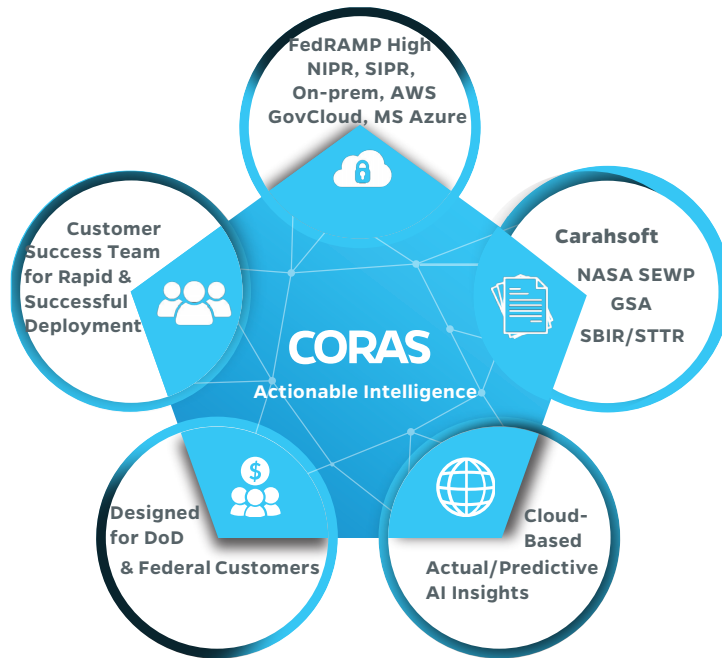 FedRAMP High
NIPR, SIPR,
On-prem, AWS
GovCloud, MS Azure
Customer
Success Team
for Rapid &
Successful
Deployment
Carahsoft
NASA SEWP
GSA
SBIR/STTR
CORAS
Actionable Intelligence
$
Designed
for DoD
& Federal Customers
Cloud-
Based
Actual/Predictive
AI Insights